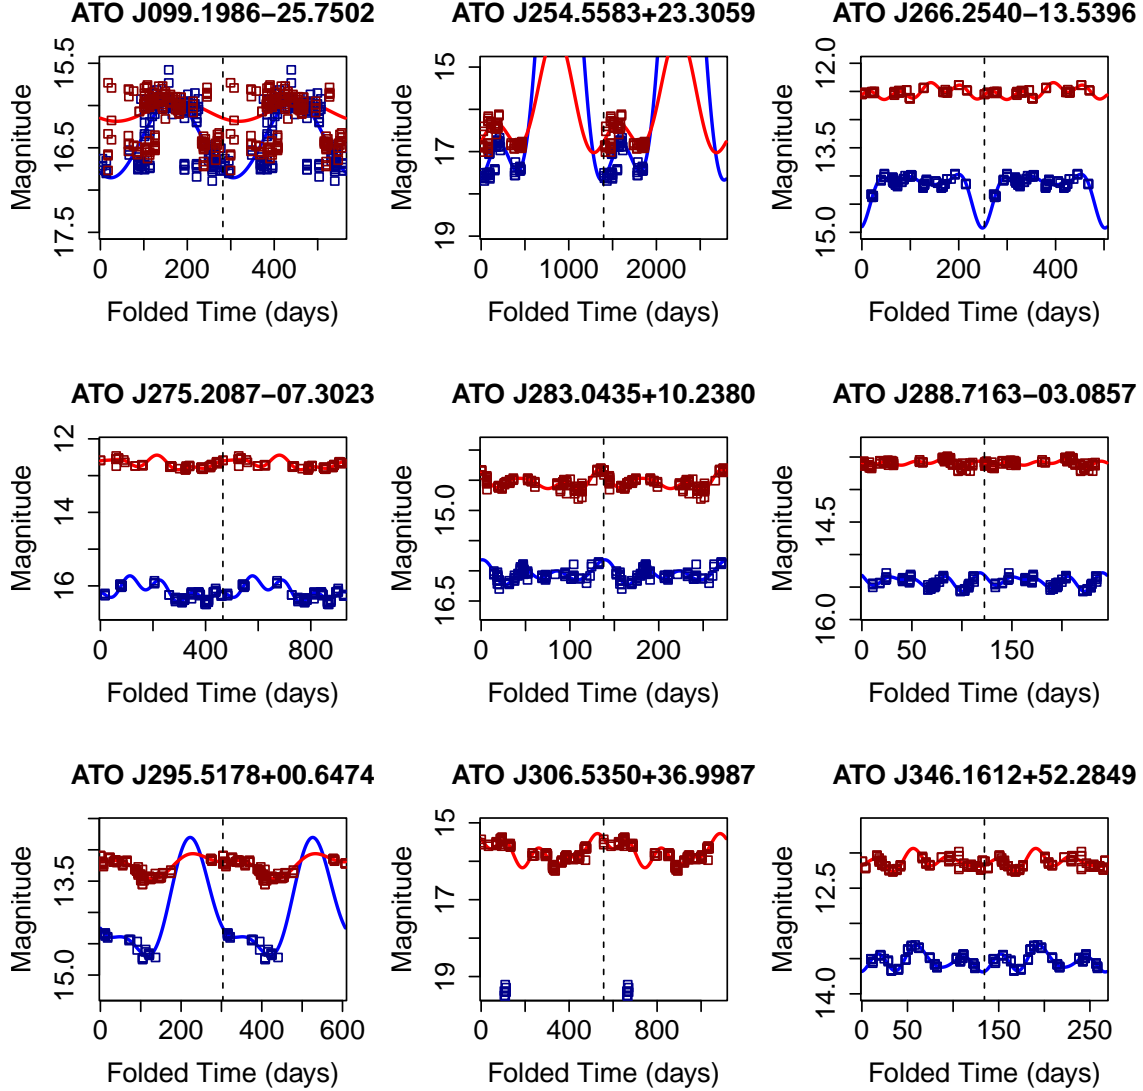 ATO J099.1986−25.7502
Magnitude
15.5
16.5
17.5
0
200
400
Folded Time (days)
ATO J254.5583+23.3059
Magnitude
15
17
19
0
1000
2000
Folded Time (days)
ATO J266.2540−13.5396
Magnitude
12.0
13.5
15.0
0
200
400
Folded Time (days)
ATO J275.2087−07.3023
Magnitude
12
14
16
0
400
800
Folded Time (days)
ATO J283.0435+10.2380
Magnitude
15.0
16.5
0
100
200
Folded Time (days)
ATO J288.7163−03.0857
Magnitude
14.5
16.0
0
50
150
Folded Time (days)
ATO J295.5178+00.6474
Magnitude
13.5
15.0
0
200
400
600
Folded Time (days)
ATO J306.5350+36.9987
Magnitude
15
17
19
0
400
800
Folded Time (days)
ATO J346.1612+52.2849
Magnitude
12.5
14.0
0
50
150
250
Folded Time (days)